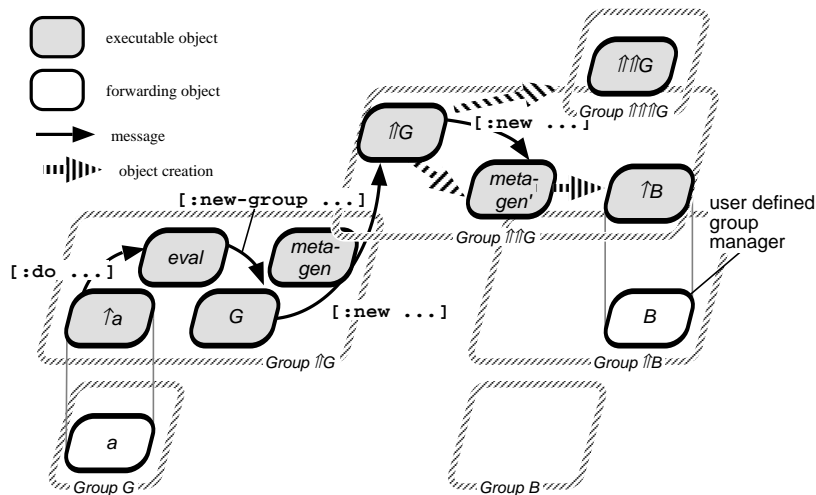 executable object
forwarding object
message
object creation
⇑⇑G
Group ⇑⇑⇑G
⇑G
[:new ...]
meta-
gen'
↑B
Group ⇑⇑G
user defined
group
manager
[:new-group ...]
[:do ...]
eval
meta-
gen
↑a
G
[:new ...]
B
Group ⇑G
Group ⇑B
a
Group G
Group B